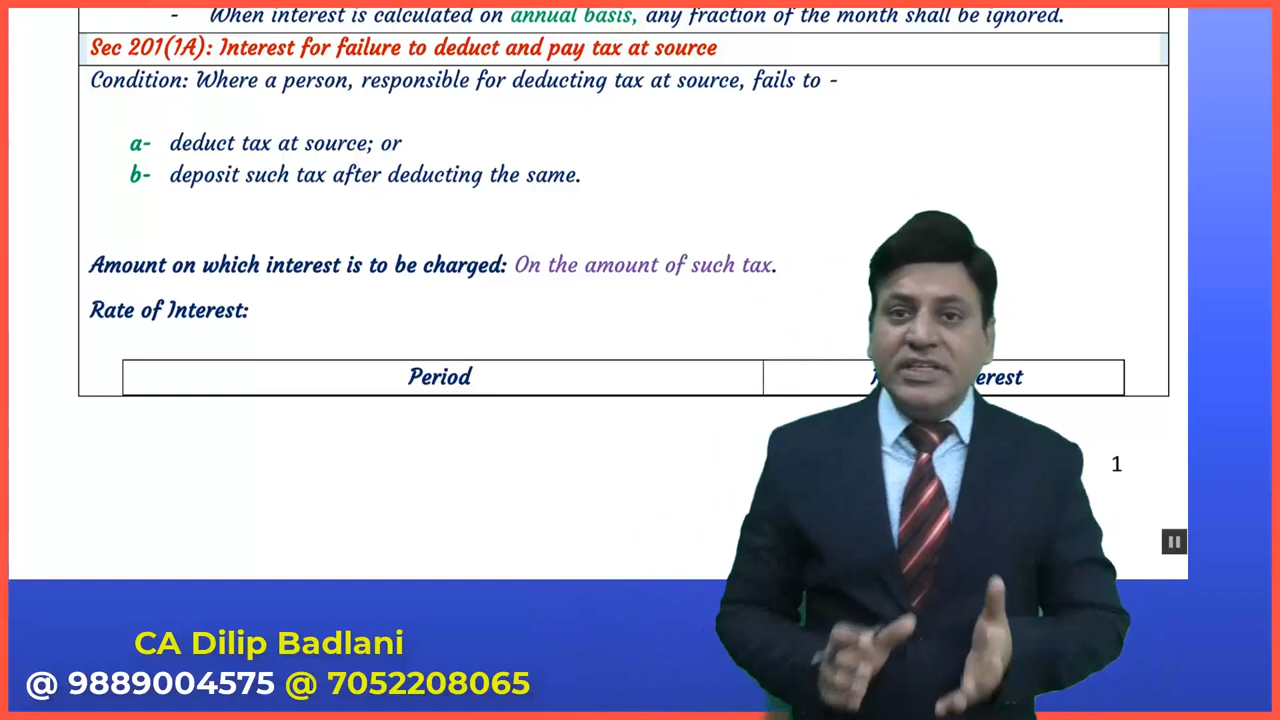 - When interest is calculated on annual basis, any fraction of the month shall be ignored.
Sec 201(1A): Interest for failure to deduct and pay tax at source
Condition: Where a person, responsible for deducting tax at source, fails to -
a- deduct tax at source; or
b- deposit such tax after deducting the same.
Amount on which interest is to be charged: On the amount of such tax.
Rate of Interest:
Period
1
CA Dilip Badlani
@ 9889004575 @ 7052208065